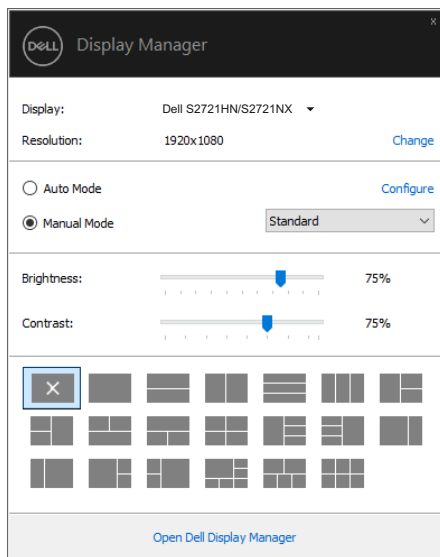 x
DELL Display Manager
Display: Dell S2721HN/S2721NX
Resolution: 1920x1080 Change
Auto Mode Configure
Manual Mode Standard
Brightness: 75%
Contrast: 75%
Open Dell Display Manager